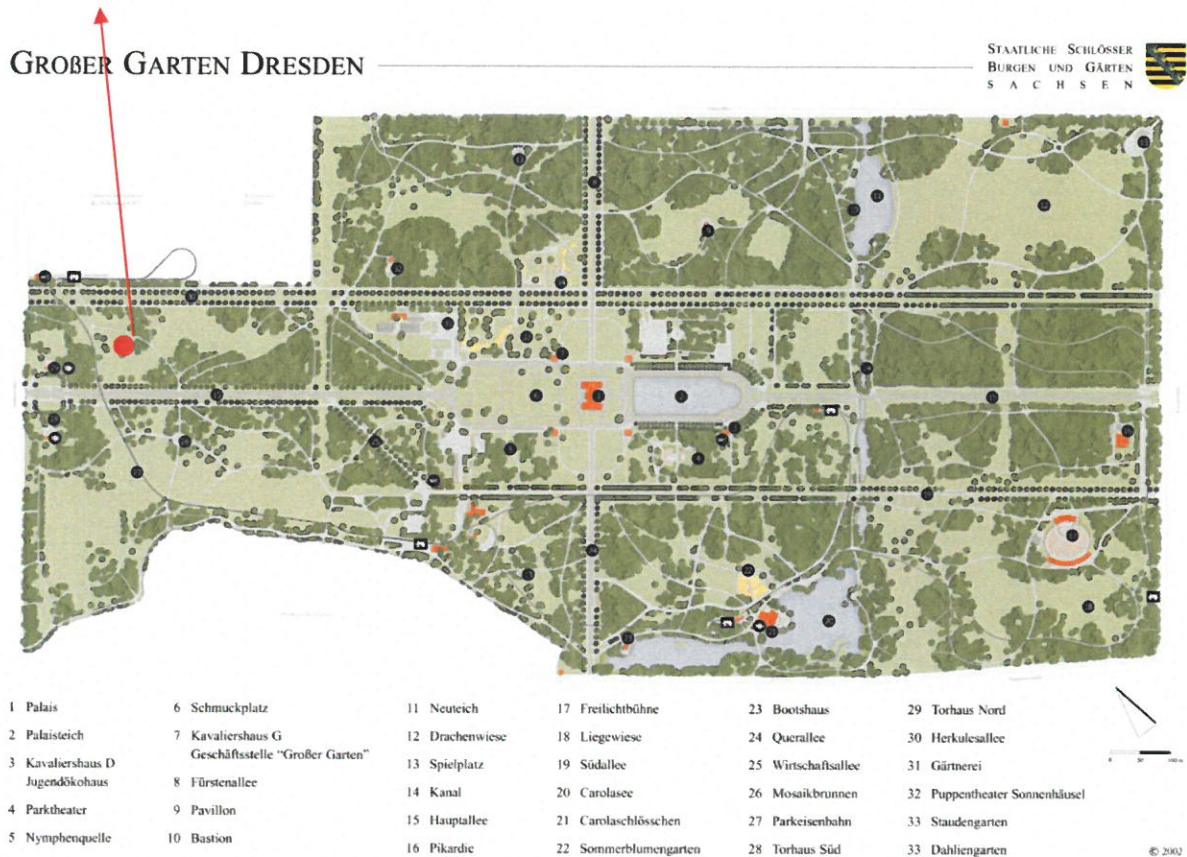 GROßER GARTEN DRESDEN
STAATLICHE SCHLÖSSER
BURGEN UND GÄRTEN
SACHSEN
1 Palais
2 Palaisteich
3 Kavaliershaus D
Jugendökohaus
4 Parktheater
5 Nymphenquelle
6 Schmuckplatz
7 Kavaliershaus G
Geschäftsstelle "Großer Garten"
8 Fürstenallee
9 Pavillon
10 Bastion
11 Neuteich
12 Drachenwiese
13 Spielplatz
14 Kanal
15 Hauptallee
16 Pikardie
17 Freilichtbühne
18 Liegewiese
19 Südallee
20 Carolasee
21 Carolaschlösschen
22 Sommerblumengarten
23 Bootshaus
24 Querallee
25 Wirtschaftsallee
26 Mosaikbrunnen
27 Parkeisenbahn
28 Torhaus Süd
29 Torhaus Nord
30 Herkulesallee
31 Gärtnerei
32 Puppentheater Sonnenhäusel
33 Staudengarten
33 Dahliengarten
0 50 100 m
© 2002